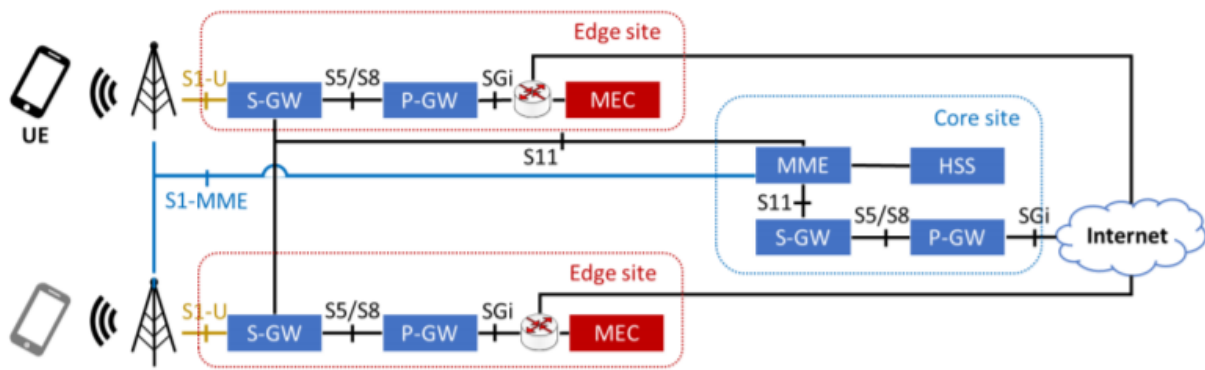 Edge site
S1-U
S5/S8
SGi
S-GW
P-GW
MEC
UE
Core site
S11
MME
HSS
S1-MME
S11
S5/S8
SGi
S-GW
P-GW
Internet
Edge site
S1-U
S5/S8
SGi
S-GW
P-GW
MEC